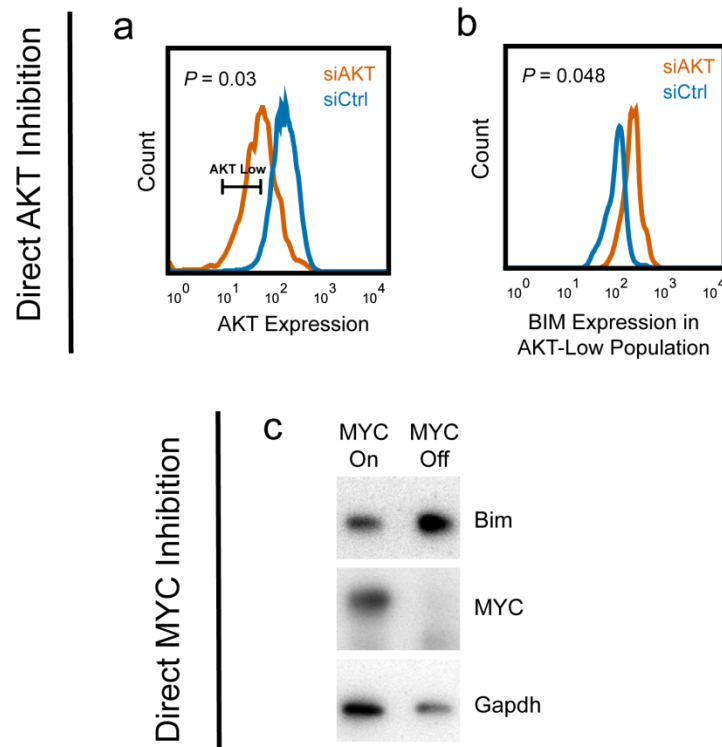 Direct AKT Inhibition
a
P = 0.03
siAKT
siCtrl
AKT Low
Count
10^0 10^1 10^2 10^3 10^4
AKT Expression
b
P = 0.048
siAKT
siCtrl
Count
10^0 10^1 10^2 10^3 10^4
BIM Expression in
AKT-Low Population
Direct MYC Inhibition
c
MYC MYC
On Off
Bim
MYC
Gapdh